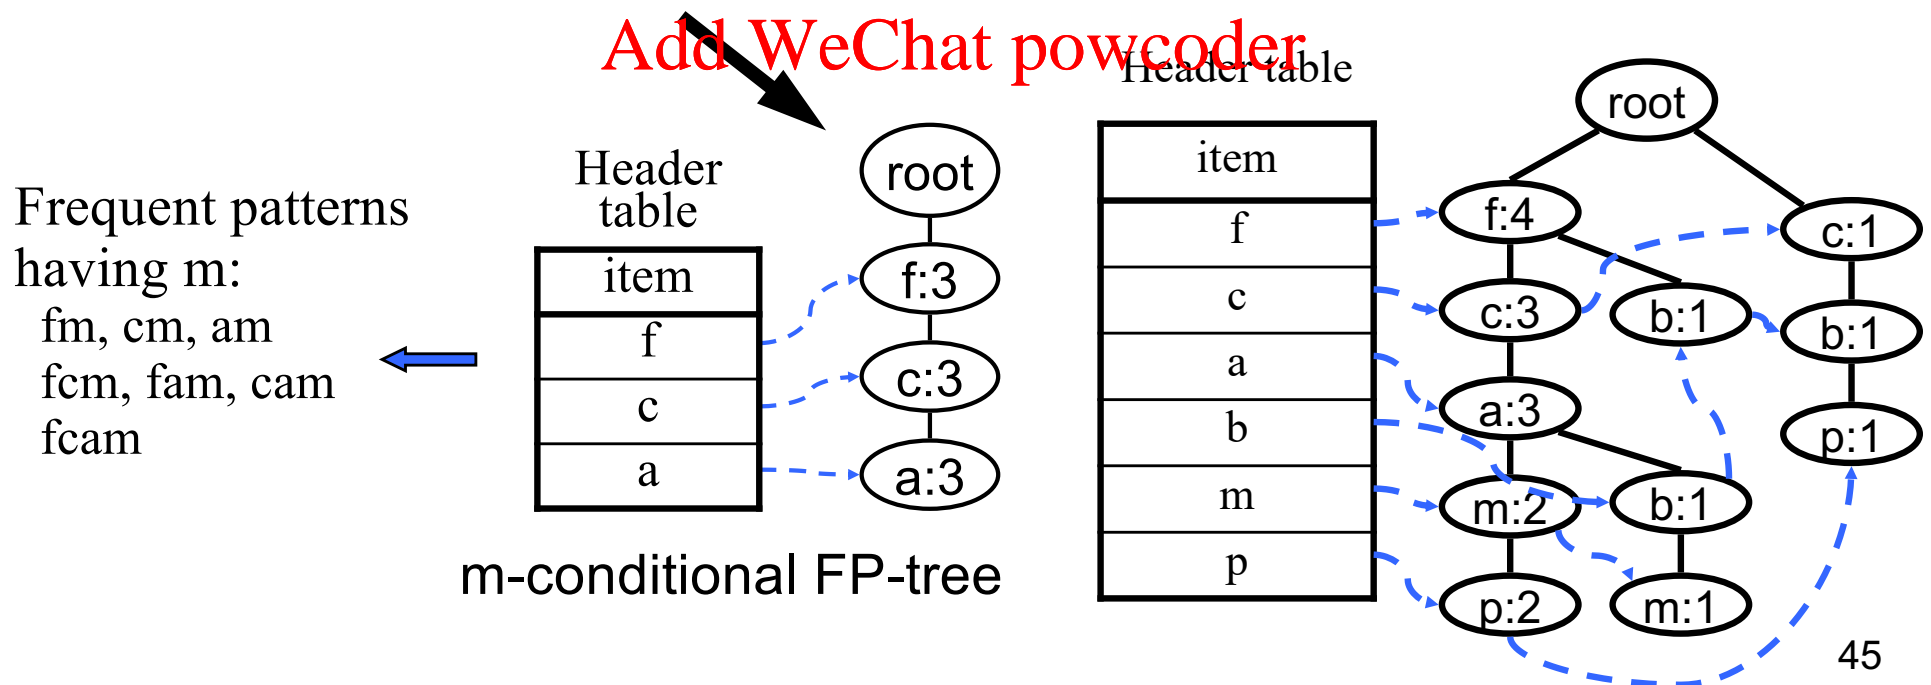 Add WeChat powcoder
Frequent patterns
having m:
fm, cm, am
fcm, fam, cam
fcam
Header
table
item
f
c
a
root
f:3
c:3
a:3
m-conditional FP-tree
Header table
item
f
c
a
b
m
p
root
f:4
c:1
c:3
b:1
b:1
a:3
p:1
m:2
b:1
p:2
m:1
45